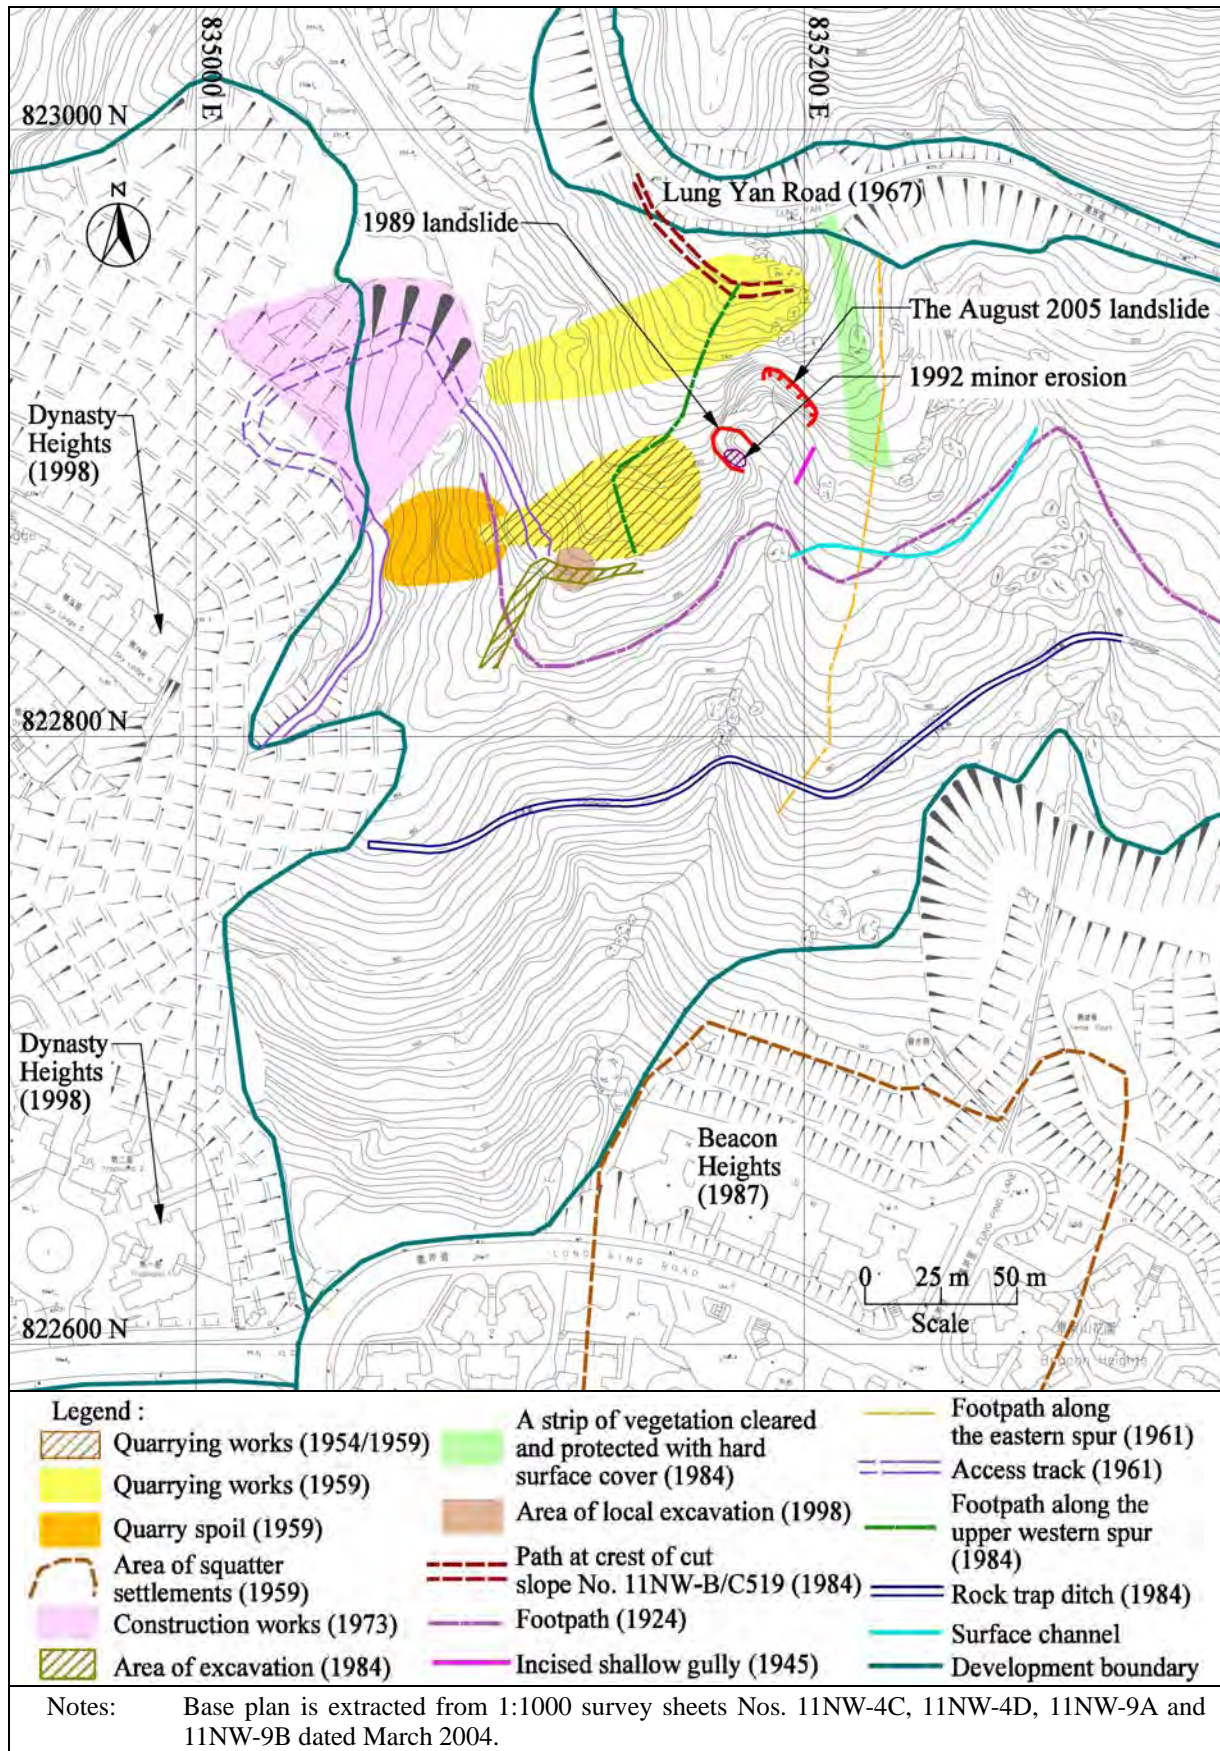 835000 E
835200 E
823000 N
N
Lung Yan Road (1967)
1989 landslide
The August 2005 landslide
1992 minor erosion
Dynasty
Heights
(1998)
822800 N
Dynasty
Heights
(1998)
Beacon
Heights
(1987)
LUNG PING ROAD
0 25 m 50 m
Scale
822600 N
Beacon Heights
Legend :
Quarrying works (1954/1959)
Quarrying works (1959)
Quarry spoil (1959)
Area of squatter
settlements (1959)
Construction works (1973)
Area of excavation (1984)
A strip of vegetation cleared
and protected with hard
surface cover (1984)
Area of local excavation (1998)
Path at crest of cut
slope No. 11NW-B/C519 (1984)
Footpath (1924)
Incised shallow gully (1945)
Footpath along
the eastern spur (1961)
Access track (1961)
Footpath along the
upper western spur
(1984)
Rock trap ditch (1984)
Surface channel
Development boundary
Notes: Base plan is extracted from 1:1000 survey sheets Nos. 11NW-4C, 11NW-4D, 11NW-9A and
11NW-9B dated March 2004.